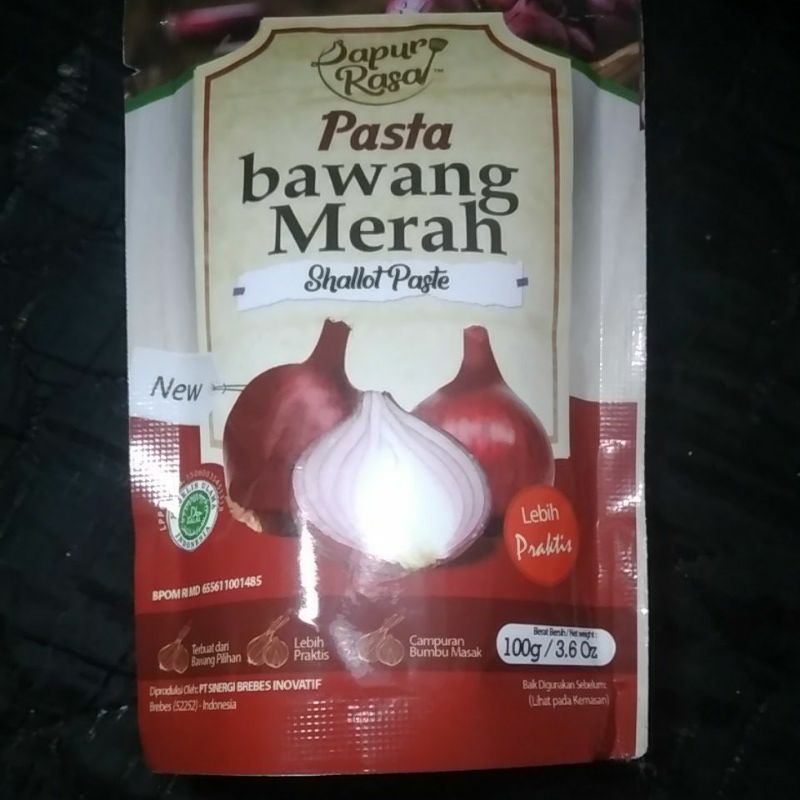 Dapur
Rasa
Pasta
bawang
Merah
Shallot Paste
New
INDONESIA
Lebih
Praktis
BPOM RI MD 655611001485
Terbuat dari
Bawang Pilihan
Lebih
Praktis
Campuran
Bumbu Masak
Berat Bersih / Net weight :
100g / 3.6 Oz
Diproduksi Oleh: PT SINERGI BREBES INOVATIF
Brebes (52252) - Indonesia
Baik Digunakan Sebelum:
(Lihat pada Kemasan)